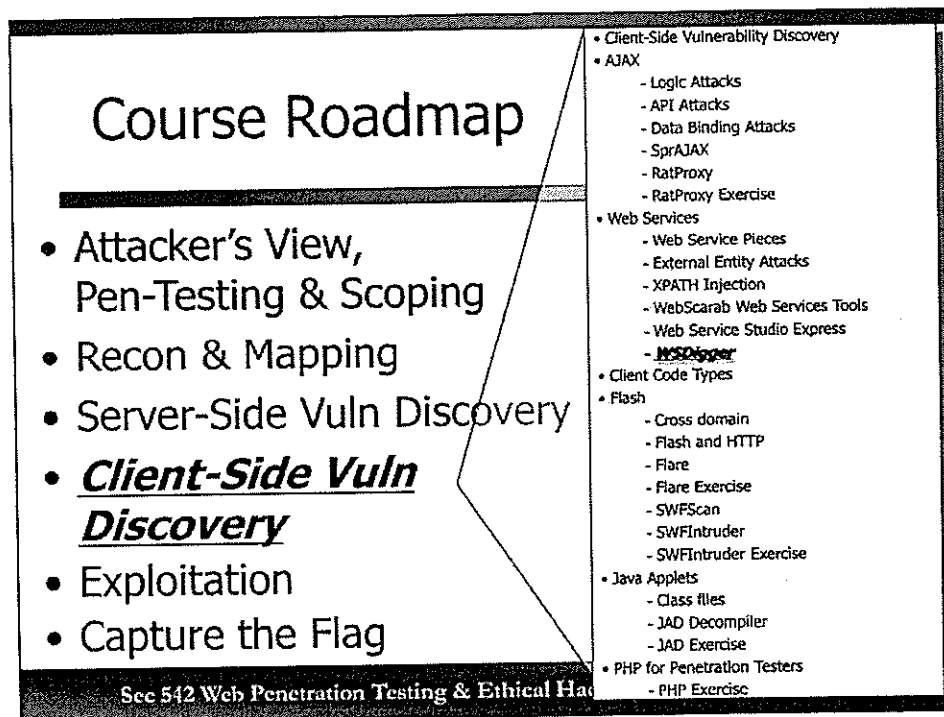 Course Roadmap
• Attacker's View,
Pen-Testing & Scoping
• Recon & Mapping
• Server-Side Vuln Discovery
• Client-Side Vuln
Discovery
• Exploitation
• Capture the Flag
Sec 542 Web Penetration Testing & Ethical
• Client-Side Vulnerability Discovery
• AJAX
- Logic Attacks
- API Attacks
- Data Binding Attacks
- SprAJAX
- RatProxy
- RatProxy Exercise
• Web Services
- Web Service Pieces
- External Entity Attacks
- XPATH Injection
- WebScarab Web Services Tools
- Web Service Studio Express
- WSDigger
• Client Code Types
• Flash
- Cross domain
- Flash and HTTP
- Flare
- Flare Exercise
- SWFScan
- SWFIntruder
- SWFIntruder Exercise
• Java Applets
- Class files
- JAD Decompiler
- JAD Exercise
• PHP for Penetration Testers
- PHP Exercise